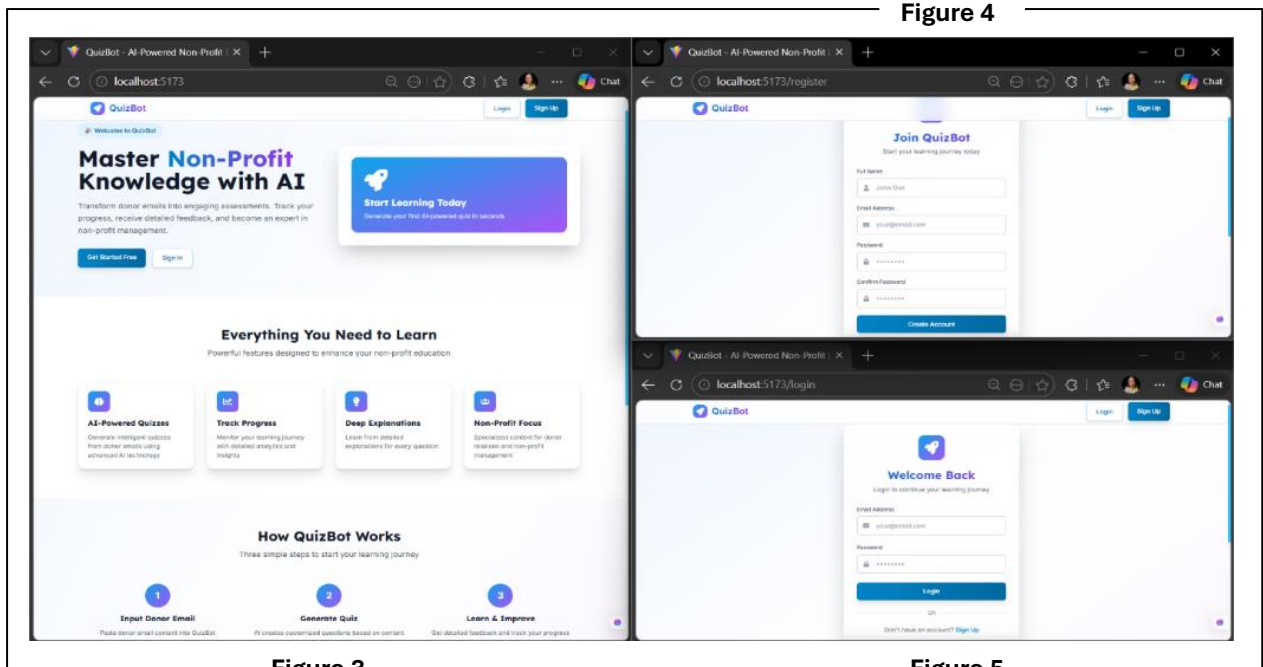 Figure 4
QuizBot - AI-Powered Non-Profit
localhost:5173
Chat
QuizBot
Login
Sign Up
Welcome to QuizBot
Master Non-Profit
Knowledge with AI
Transform donor emails into engaging assessments. Track your
progress, receive detailed feedback, and become an expert in
non-profit management.
Get Started Free
Sign In
Start Learning Today
Generate your first AI-powered quiz in seconds
Everything You Need to Learn
Powerful features designed to enhance your non-profit education
AI-Powered Quizzes
Generate intelligent quizzes
from donor emails using
advanced AI technology
Track Progress
Monitor your learning journey
with detailed analytics and
insights
Deep Explanations
Learn from detailed
explanations for every question
Non-Profit Focus
Specialized content for donor
relations and non-profit
management
How QuizBot Works
Three simple steps to start your learning journey
1
Input Donor Email
Paste donor email content into QuizBot
2
Generate Quiz
AI creates customized questions based on content
3
Learn & Improve
Get detailed feedback and track your progress
QuizBot - AI-Powered Non-Profit
localhost:5173/register
Chat
QuizBot
Login
Sign Up
Join QuizBot
Start your learning journey today
Full Name
John Doe
Email Address
your@email.com
Password
Confirm Password
Create Account
QuizBot - AI-Powered Non-Profit
localhost:5173/login
Chat
QuizBot
Login
Sign Up
Welcome Back
Login to continue your learning journey
Email Address
your@email.com
Password
Login
OR
Don't have an account? Sign Up
Figure 5